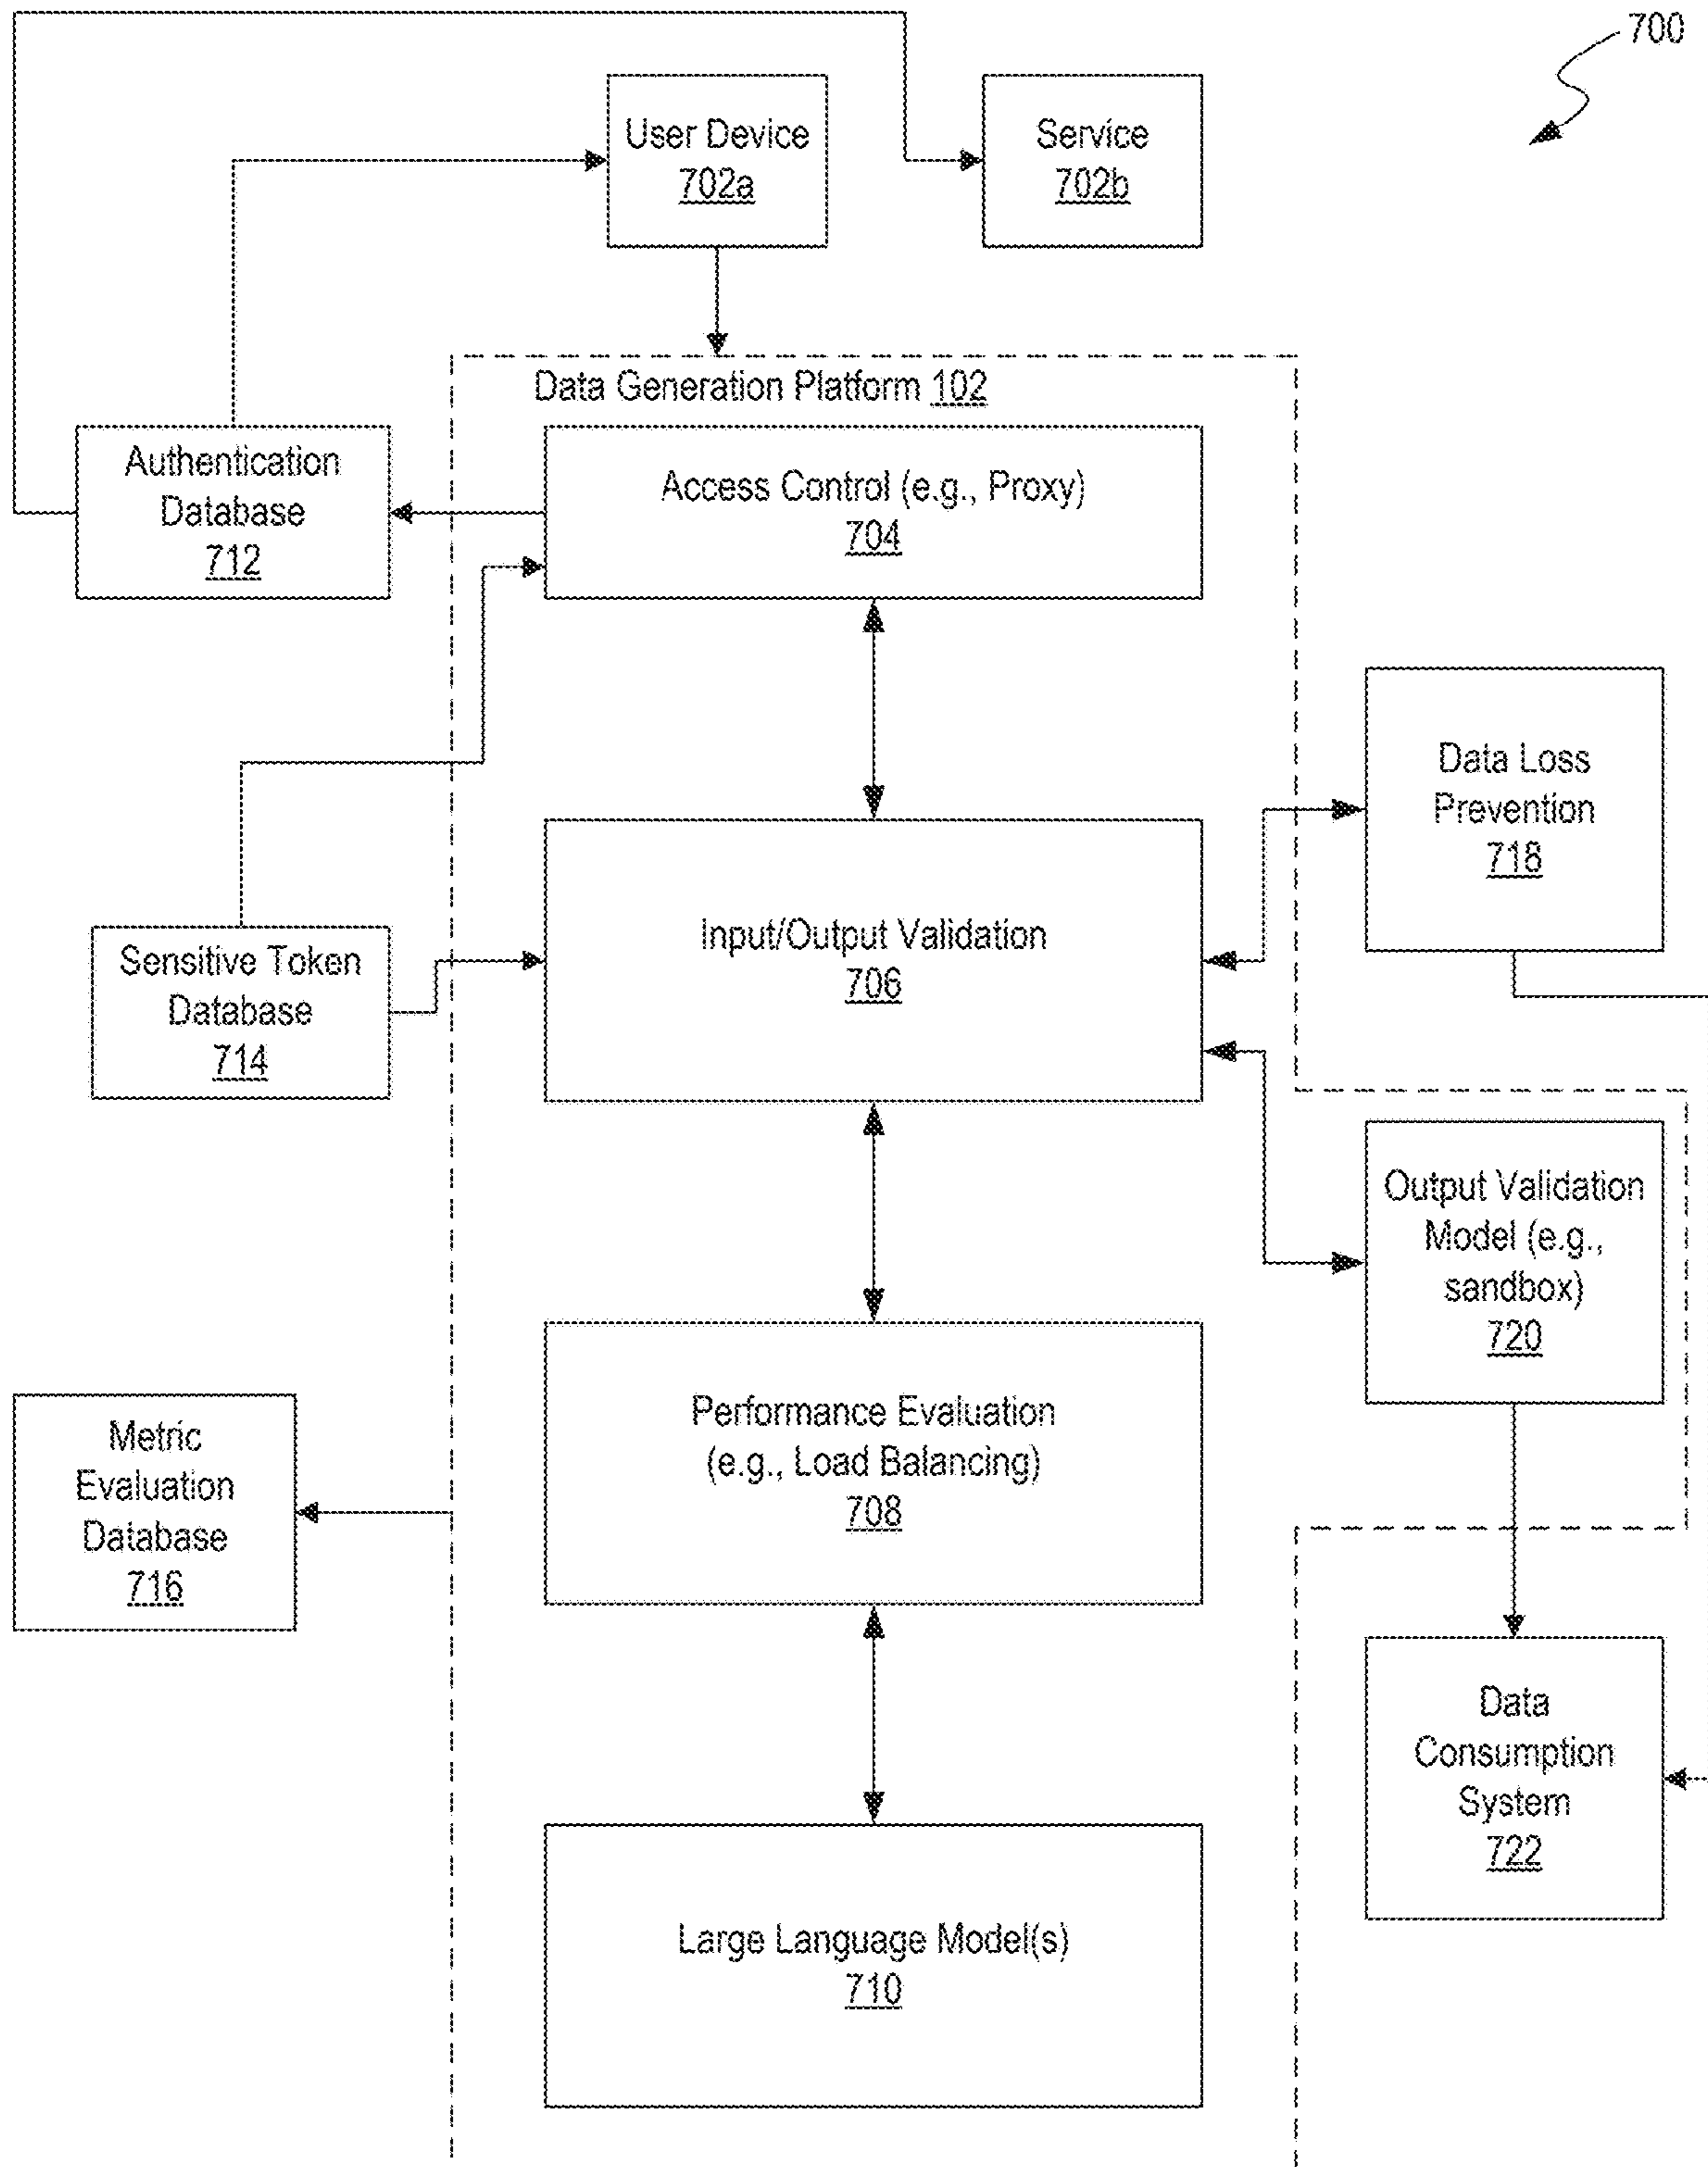 700
User Device
702a
Service
702b
Data Generation Platform 102
Authentication
Database
712
Access Control (e.g., Proxy)
704
Data Loss
Prevention
718
Input/Output Validation
706
Sensitive Token
Database
714
Output Validation
Model (e.g.,
sandbox)
720
Performance Evaluation
(e.g., Load Balancing)
708
Metric
Evaluation
Database
716
Data
Consumption
System
722
Large Language Model(s)
710